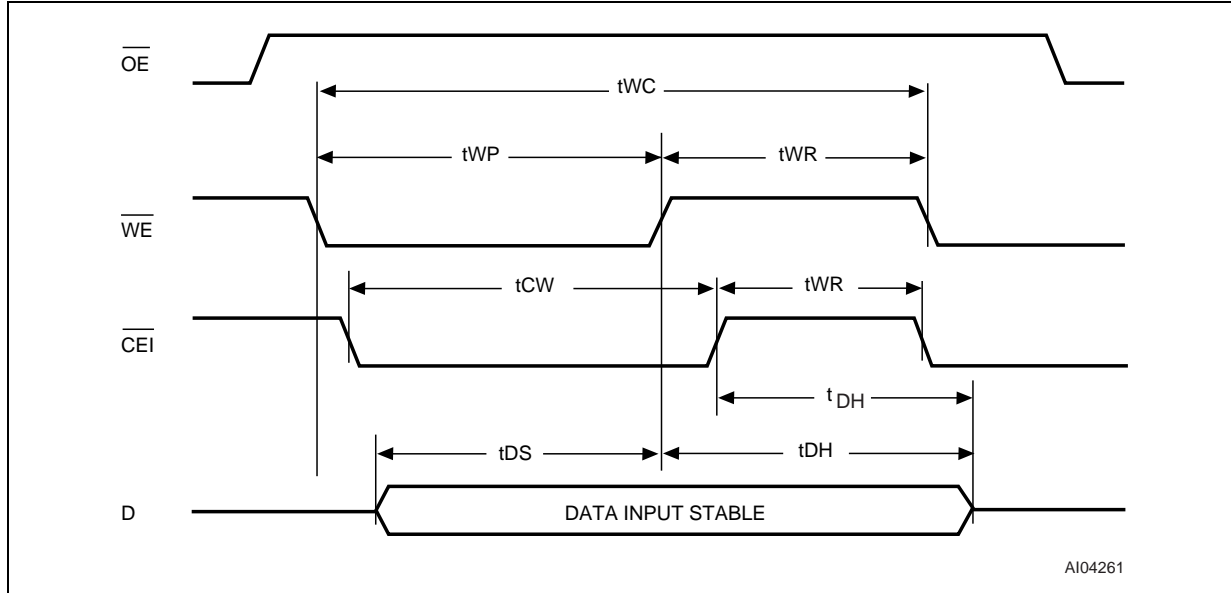 OE
tWC
tWP
tWR
WE
tCW
tWR
CEI
t DH
tDS
tDH
D
DATA INPUT STABLE
AI04261